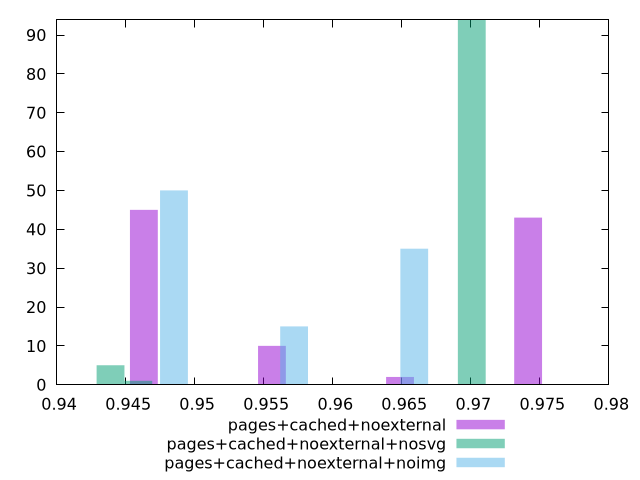 90
80
70
60
50
40
30
20
10
0
0.94 0.945 0.95 0.955 0.96 0.965 0.97 0.975 0.98
pages+cached+noexternal
pages+cached+noexternal+nosvg
pages+cached+noexternal+noimg